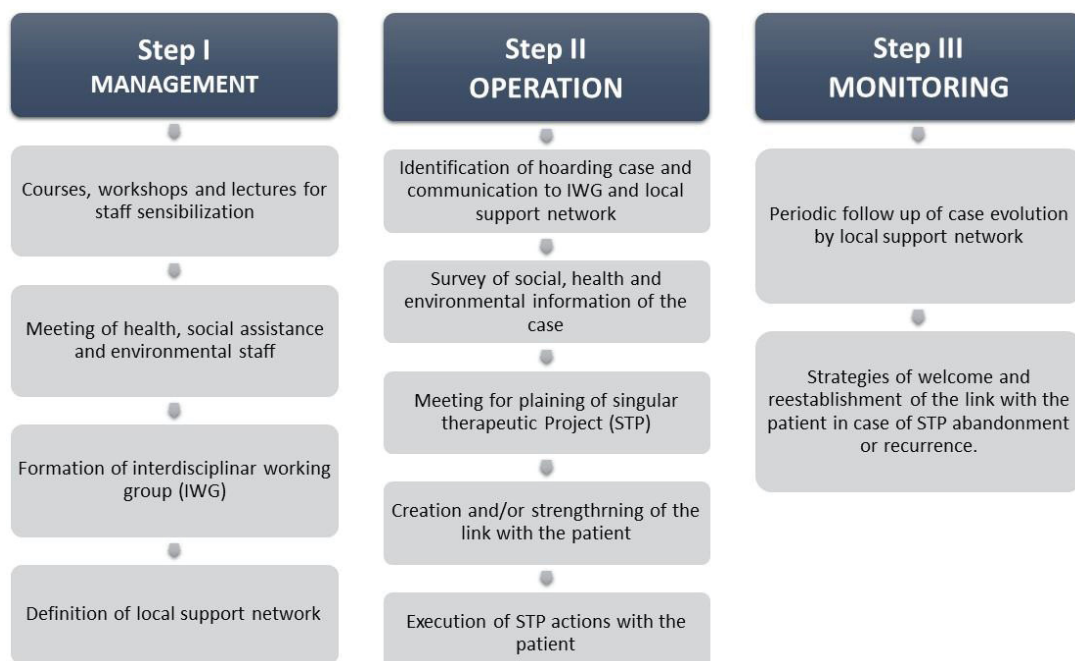 Step I
MANAGEMENT
Courses, workshops and lectures for
staff sensibilization
Meeting of health, social assistance
and environmental staff
Formation of interdisciplinar working
group (IWG)
Definition of local support network
Step II
OPERATION
Identification of hoarding case and
communication to IWG and local
support network
Survey of social, health and
environmental information of the
case
Meeting for plaining of singular
therapeutic Project (STP)
Creation and/or strengthrning of the
link with the patient
Execution of STP actions with the
patient
Step III
MONITORING
Periodic follow up of case evolution
by local support network
Strategies of welcome and
reestablishment of the link with the
patient in case of STP abandonment
or recurrence.